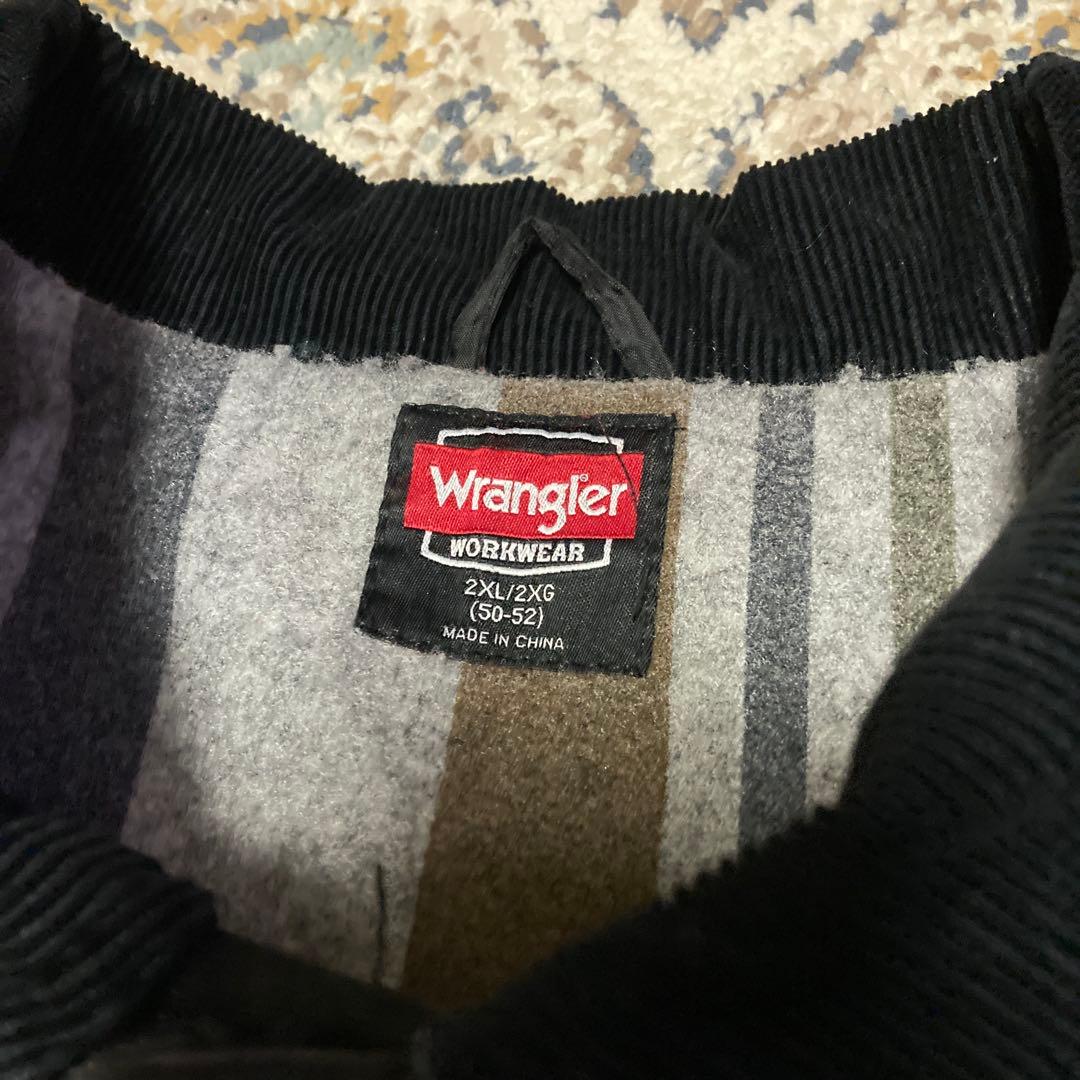 Wrangler®
WORKWEAR
2XL/2XG
(50-52)
MADE IN CHINA